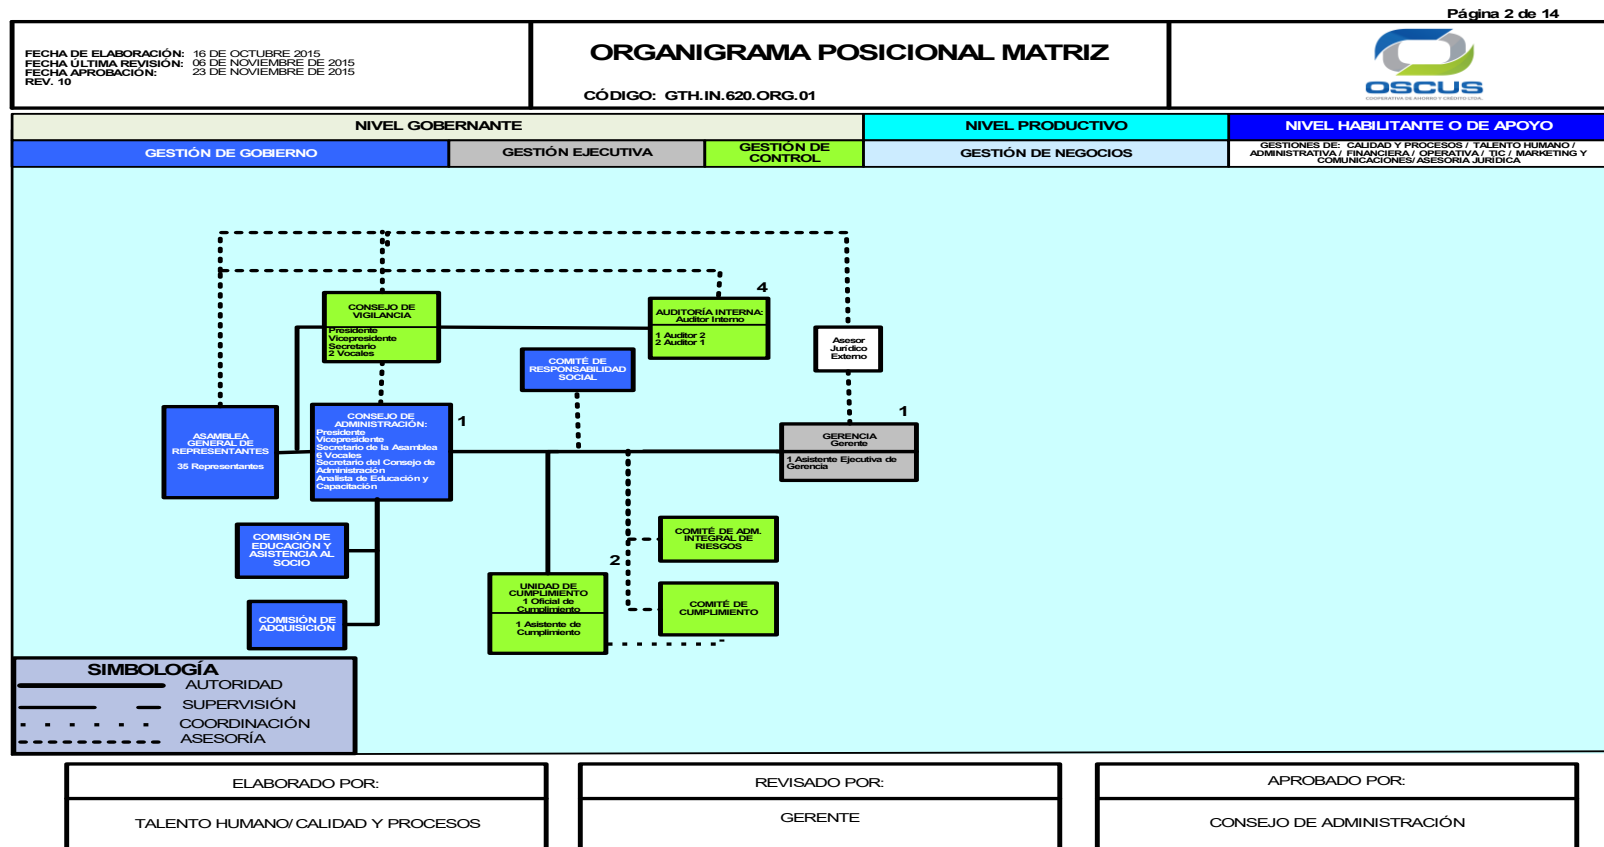 Página 2 de 14
FECHA DE ELABORACIÓN: 16 DE OCTUBRE 2015
FECHA ÚLTIMA REVISIÓN: 06 DE NOVIEMBRE DE 2015
FECHA APROBACIÓN: 23 DE NOVIEMBRE DE 2015
REV. 10
ORGANIGRAMA POSICIONAL MATRIZ
CÓDIGO: GTH.IN.620.ORG.01
OSCUS
COOPERATIVA DE AHORRO Y CRÉDITO LTDA.
NIVEL GOBERNANTE
NIVEL PRODUCTIVO
NIVEL HABILITANTE O DE APOYO
GESTIÓN DE GOBIERNO
GESTIÓN EJECUTIVA
GESTIÓN DE
CONTROL
GESTIÓN DE NEGOCIOS
GESTIONES DE: CALIDAD Y PROCESOS / TALENTO HUMANO /
ADMINISTRATIVA / FINANCIERA / OPERATIVA / TIC / MARKETING Y
COMUNICACIONES/ ASESORIA JURÍDICA
CONSEJO DE
VIGILANCIA
Presidente
Vicepresidente
Secretario
2 Vocales
4
AUDITORÍA INTERNA:
Auditor Interno
1 Auditor 2
2 Auditor 1
COMITÉ DE
RESPONSABILIDAD
SOCIAL
Asesor
Jurídico
Externo
ASAMBLEA
GENERAL DE
REPRESENTANTES
35 Representantes
CONSEJO DE
ADMINISTRACIÓN:
Presidente
Vicepresidente
Secretario de la Asamblea
6 Vocales
Secretario del Consejo de
Administración
Analista de Educación y
Capacitación
1
1
GERENCIA
Gerente
1 Asistente Ejecutiva de
Gerencia
COMISIÓN DE
EDUCACIÓN Y
ASISTENCIA AL
SOCIO
COMISIÓN DE
ADQUISICIÓN
UNIDAD DE
CUMPLIMIENTO
1 Oficial de
Cumplimiento
1 Asistente de
Cumplimiento
2
COMITÉ DE ADM.
INTEGRAL DE
RIESGOS
COMITÉ DE
CUMPLIMIENTO
SIMBOLOGÍA
AUTORIDAD
SUPERVISIÓN
COORDINACIÓN
ASESORÍA
ELABORADO POR:
TALENTO HUMANO/ CALIDAD Y PROCESOS
REVISADO POR:
GERENTE
APROBADO POR:
CONSEJO DE ADMINISTRACIÓN